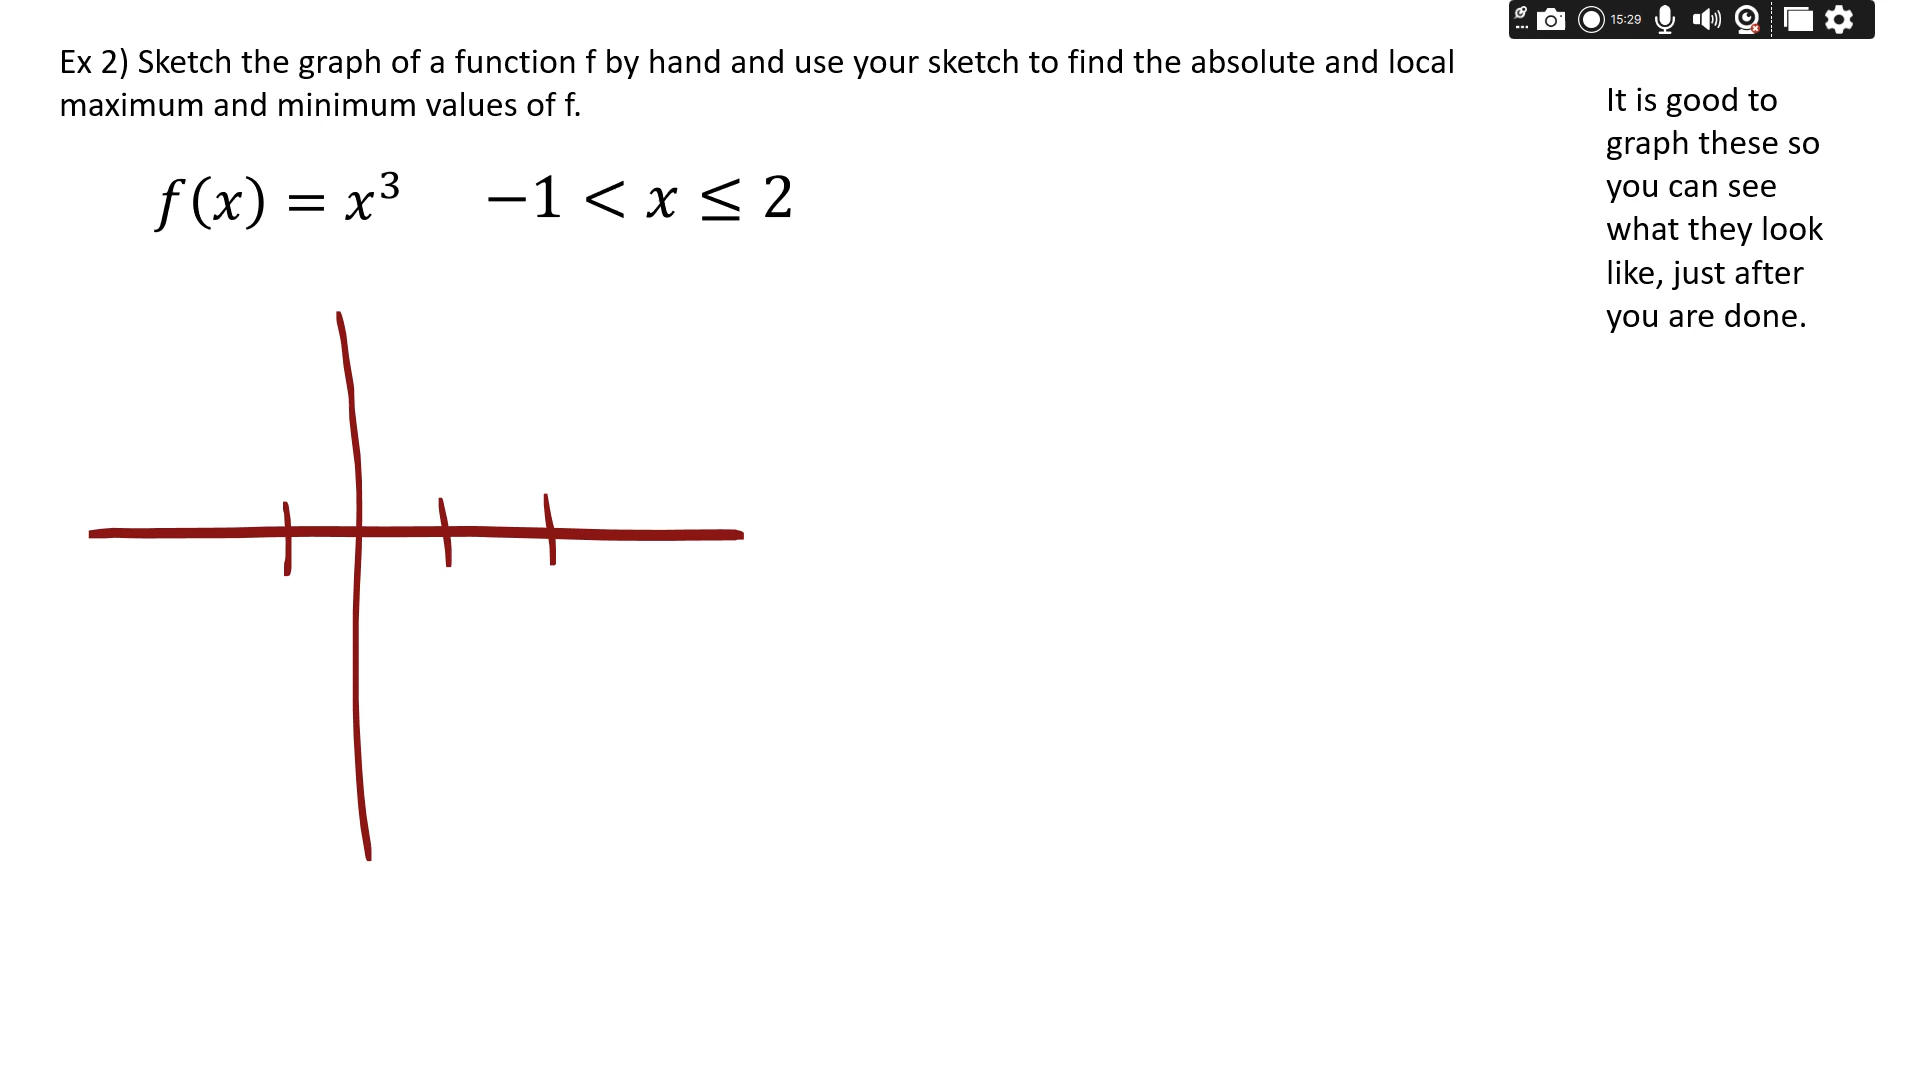 15:29
Ex 2) Sketch the graph of a function f by hand and use your sketch to find the absolute and local
maximum and minimum values of f.
It is good to
graph these so
you can see
what they look
like, just after
you are done.
f(x) = x³ −1 < x ≤ 2